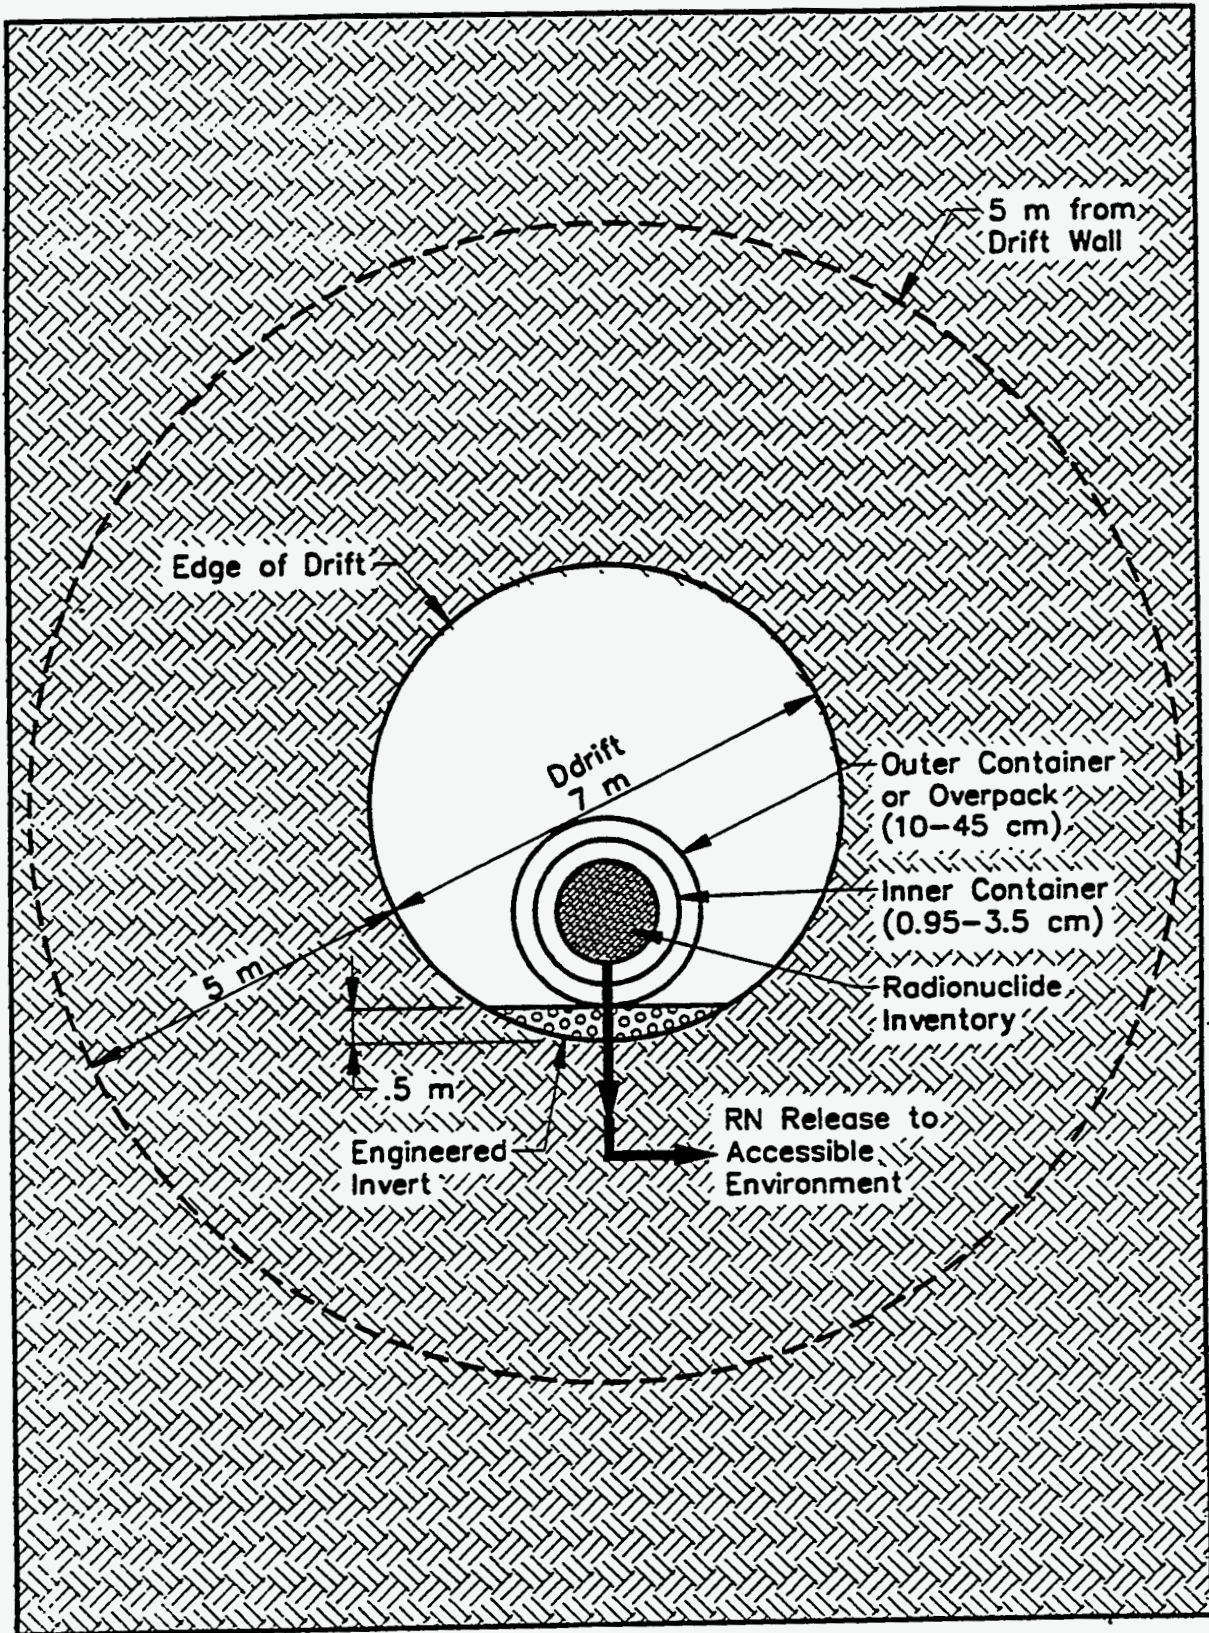 5 m from
Drift Wall
Edge of Drift
Ddrift
7 m
Outer Container
or Overpack
(10-45 cm)
Inner Container
(0.95-3.5 cm)
5 m
Radionuclide
Inventory
.5 m
Engineered
Invert
RN Release to
Accessible
Environment